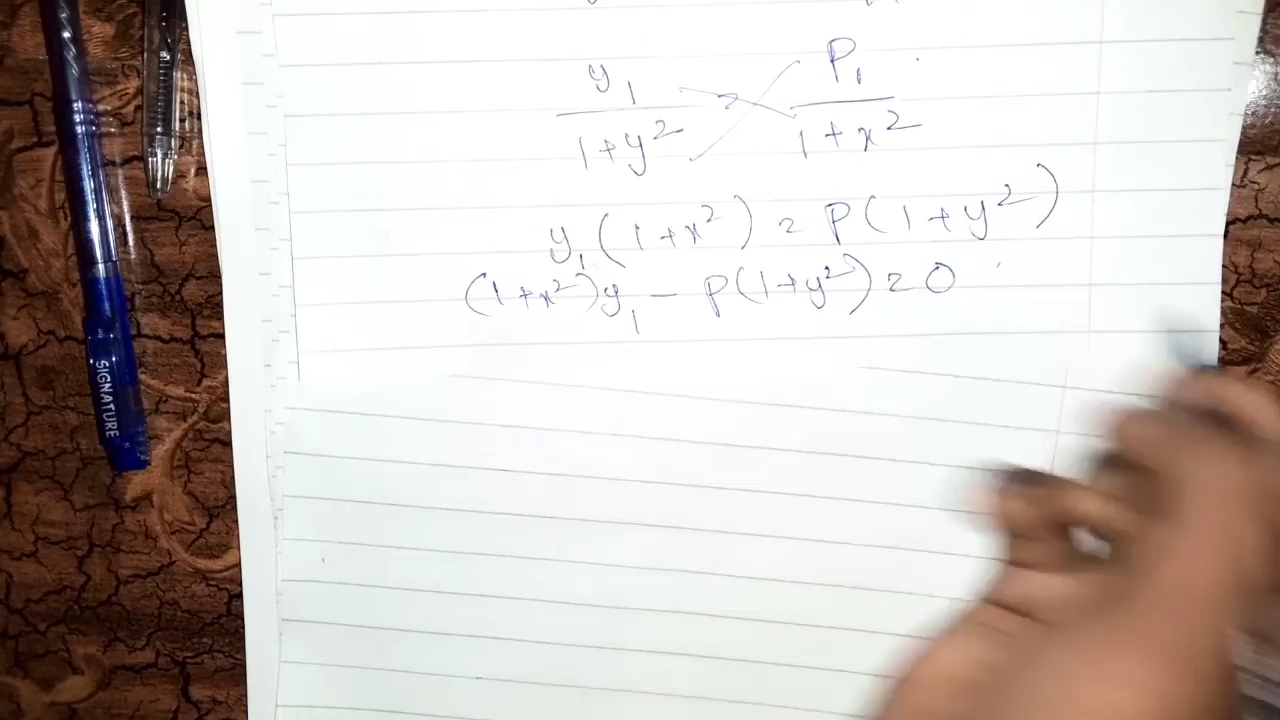 y₁ / 1+y² = P₁ / 1+x²
y₁(1+x²) = P(1+y²)
(1+x²)y₁ - P(1+y²) = 0
SIGNATURE